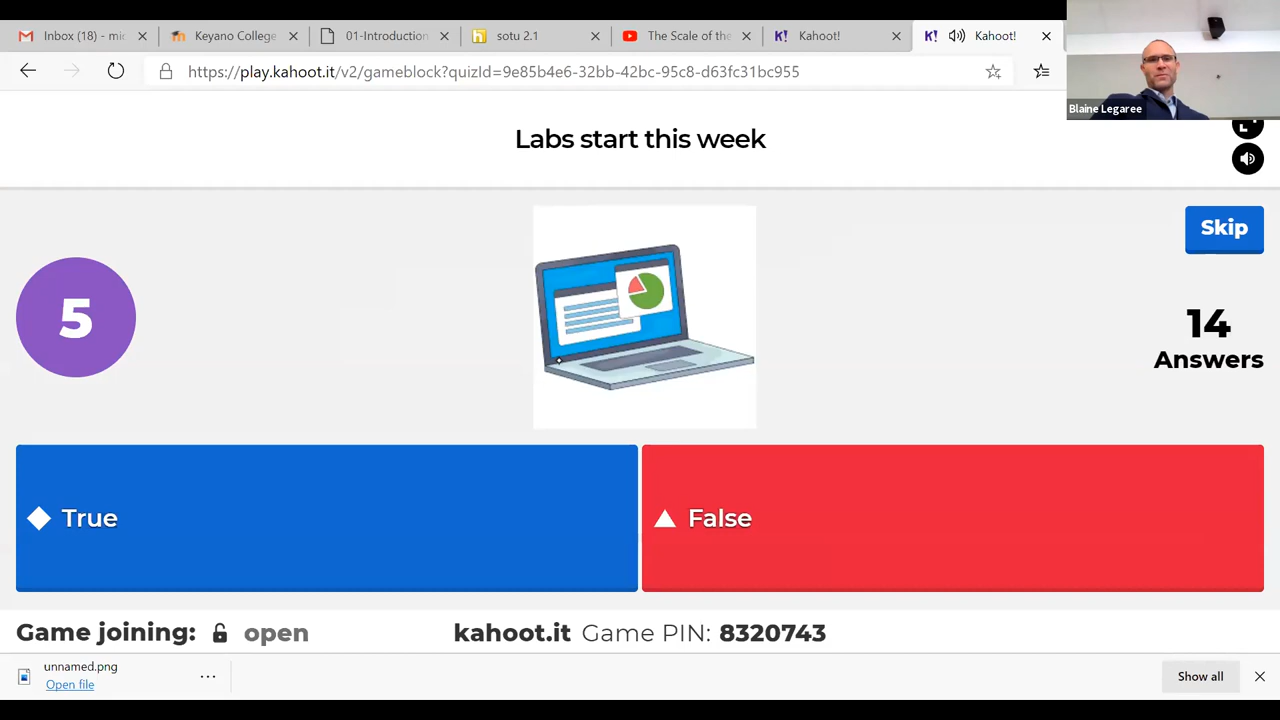 Inbox (18) - mic
Keyano College
01-Introduction
sotu 2.1
The Scale of the
Kahoot!
Kahoot!
https://play.kahoot.it/v2/gameblock?quizId=9e85b4e6-32bb-42bc-95c8-d63fc31bc955
Blaine Legaree
Labs start this week
Skip
5
14
Answers
True
False
Game joining: open
kahoot.it Game PIN: 8320743
unnamed.png
Open file
Show all